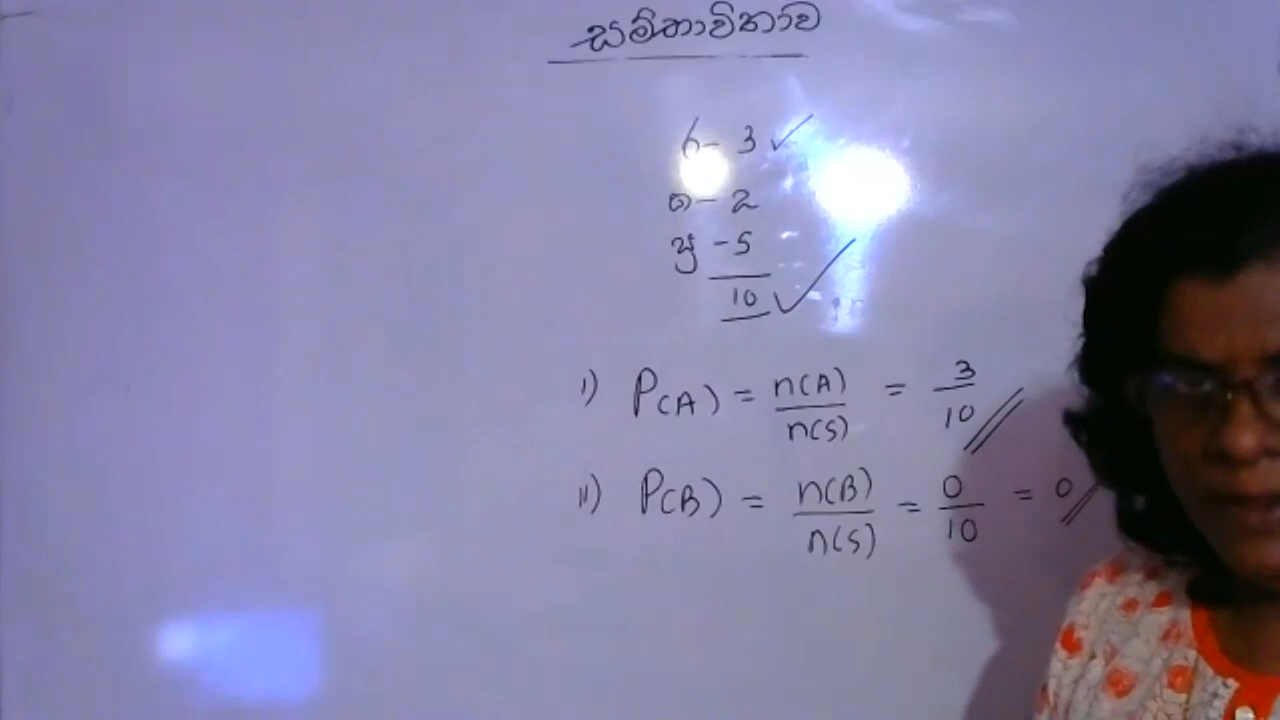 සම්භාවිතාව
ර - 3 ✓
ක - 2
සු - 5
10 ✓
i) P(A) = n(A)/n(S) = 3/10
ii) P(B) = n(B)/n(S) = 0/10 = 0